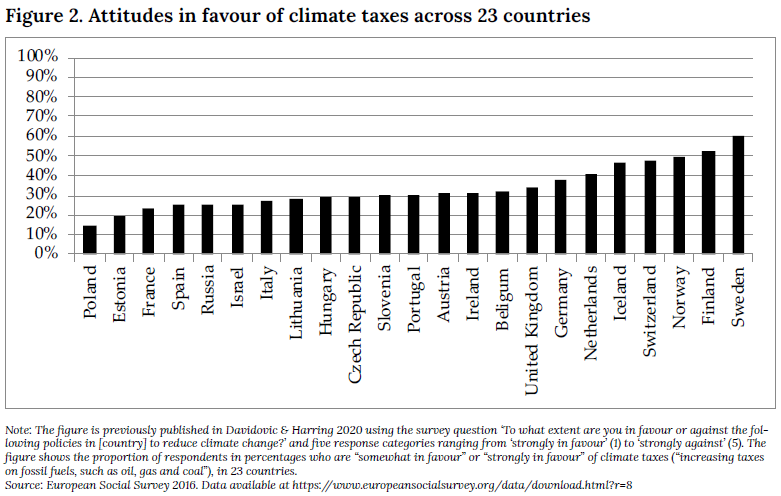 Figure 2. Attitudes in favour of climate taxes across 23 countries
100%
90%
80%
70%
60%
50%
40%
30%
20%
10%
0%
Poland
Estonia
France
Spain
Russia
Israel
Italy
Lithuania
Hungary
Czech Republic
Slovenia
Portugal
Austria
Ireland
Beligum
United Kingdom
Germany
Netherlands
Iceland
Switzerland
Norway
Finland
Sweden
Note: The figure is previously published in Davidovic & Harring 2020 using the survey question ‘To what extent are you in favour or against the fol-
lowing policies in [country] to reduce climate change?’ and five response categories ranging from ‘strongly in favour’ (1) to ‘strongly against’ (5). The
figure shows the proportion of respondents in percentages who are “somewhat in favour” or “strongly in favour” of climate taxes (“increasing taxes
on fossil fuels, such as oil, gas and coal”), in 23 countries.
Source: European Social Survey 2016. Data available at https://www.europeansocialsurvey.org/data/download.html?r=8